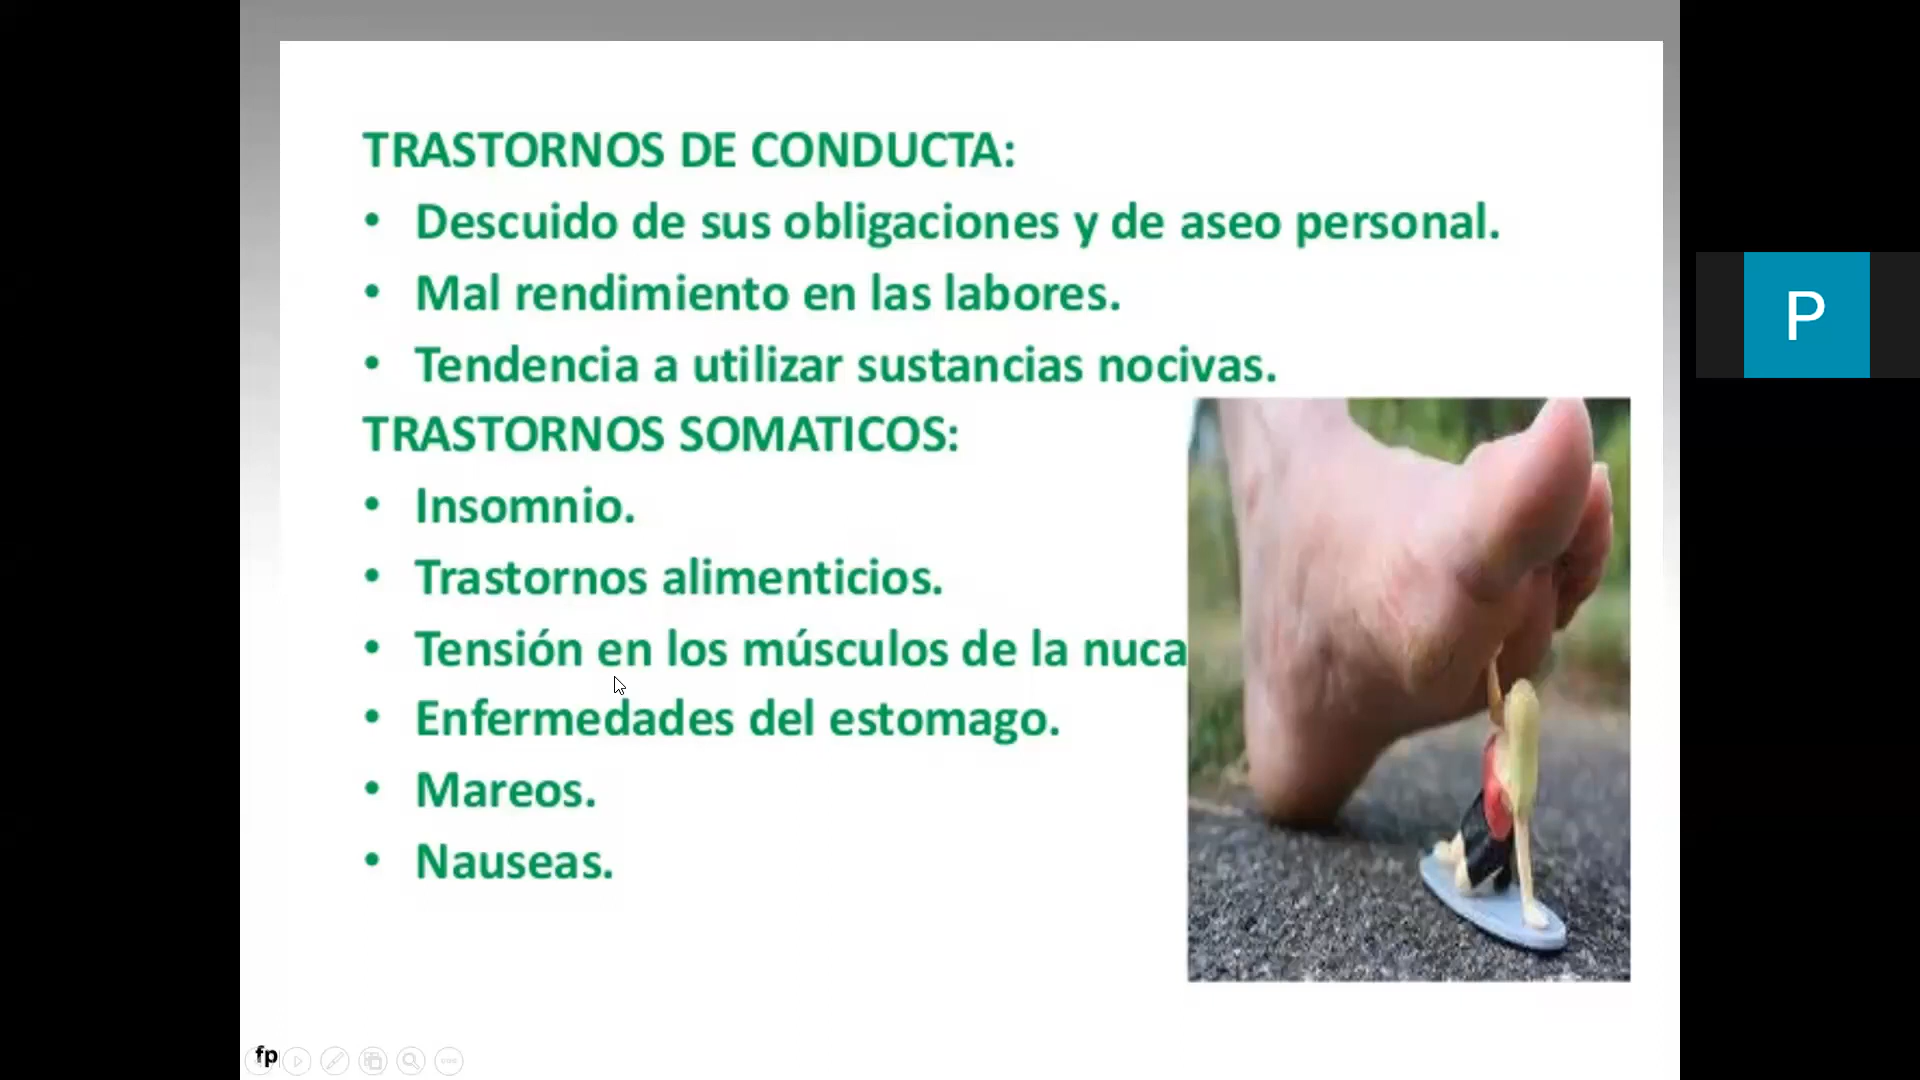 TRASTORNOS DE CONDUCTA:
• Descuido de sus obligaciones y de aseo personal.
• Mal rendimiento en las labores.
• Tendencia a utilizar sustancias nocivas.
TRASTORNOS SOMATICOS:
• Insomnio.
• Trastornos alimenticios.
• Tensión en los músculos de la nuca
• Enfermedades del estomago.
• Mareos.
• Nauseas.
P
fp